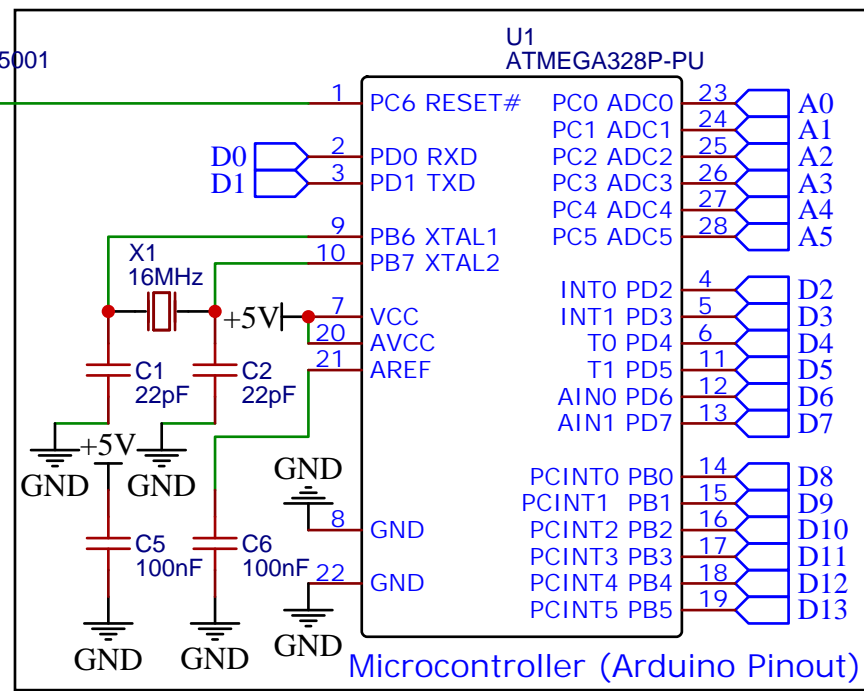 5001
U1
ATMEGA328P-PU
1 PC6 RESET# PC0 ADC0 23 A0
PC1 ADC1 24 A1
D0 2 PD0 RXD PC2 ADC2 25 A2
D1 3 PD1 TXD PC3 ADC3 26 A3
PC4 ADC4 27 A4
9 PB6 XTAL1 PC5 ADC5 28 A5
X1
16MHz
10 PB7 XTAL2
INT0 PD2 4 D2
+5V 7 VCC INT1 PD3 5 D3
20 AVCC T0 PD4 6 D4
21 AREF T1 PD5 11 D5
C1
22pF
C2
22pF
AIN0 PD6 12 D6
AIN1 PD7 13 D7
GND
+5V
GND
GND
PCINT0 PB0 14 D8
PCINT1 PB1 15 D9
8 GND PCINT2 PB2 16 D10
C5
100nF
C6
100nF
PCINT3 PB3 17 D11
22 GND PCINT4 PB4 18 D12
PCINT5 PB5 19 D13
GND
GND
GND
Microcontroller (Arduino Pinout)